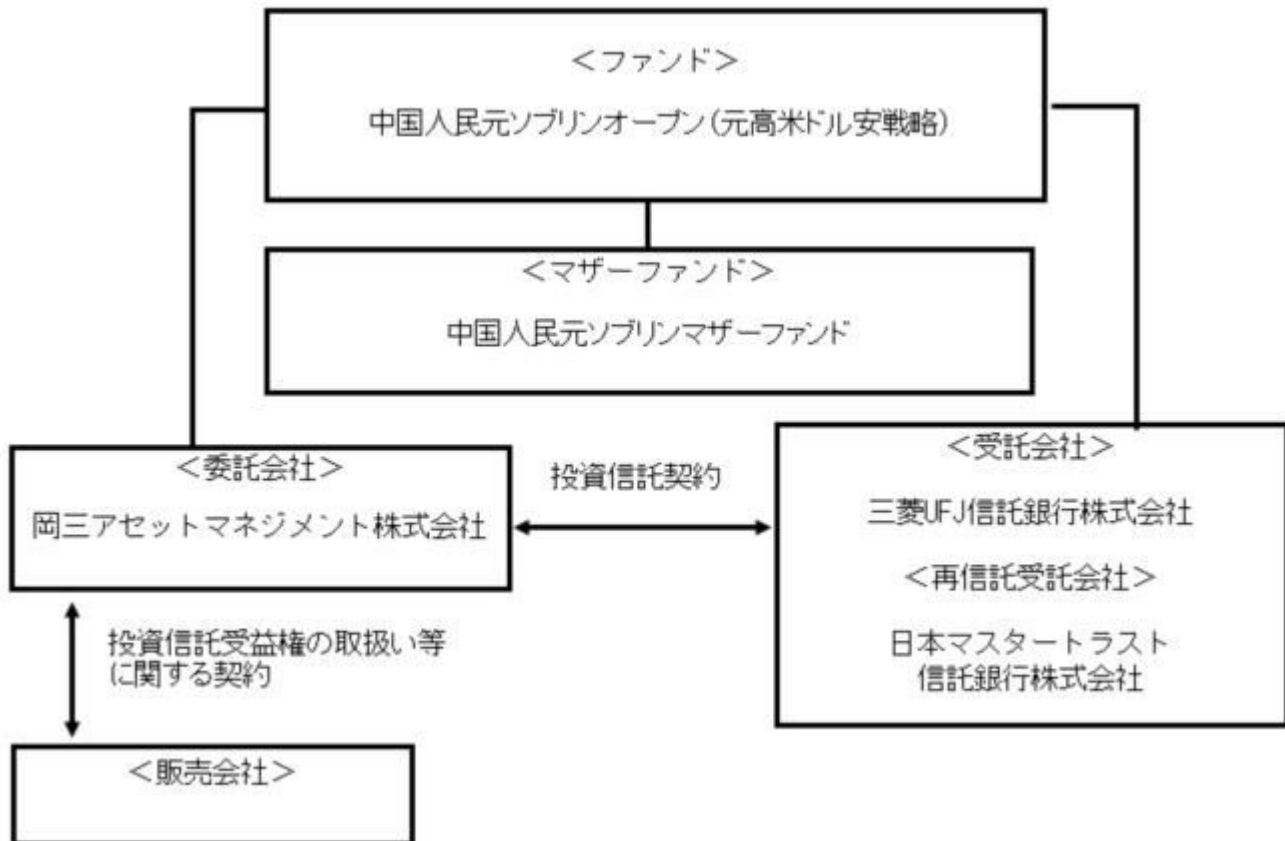 ＜ファンド＞
中国人民元ソブリンオープン(元高米ドル安戦略)
＜マザーファンド＞
中国人民元ソブリンマザーファンド
＜委託会社＞
岡三アセットマネジメント株式会社
投資信託契約
＜受託会社＞
三菱UFJ信託銀行株式会社
＜再信託受託会社＞
日本マスタートラスト
信託銀行株式会社
投資信託受益権の取扱い等
に関する契約
＜販売会社＞